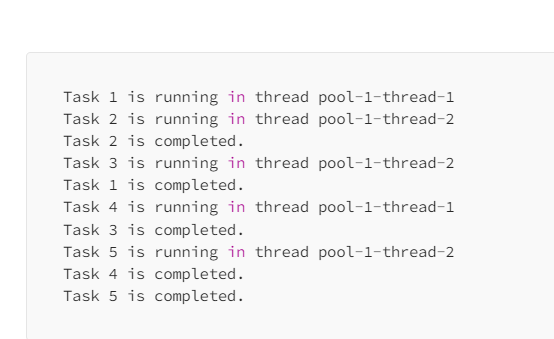 Task 1 is running in thread pool-1-thread-1
Task 2 is running in thread pool-1-thread-2
Task 2 is completed.
Task 3 is running in thread pool-1-thread-2
Task 1 is completed.
Task 4 is running in thread pool-1-thread-1
Task 3 is completed.
Task 5 is running in thread pool-1-thread-2
Task 4 is completed.
Task 5 is completed.